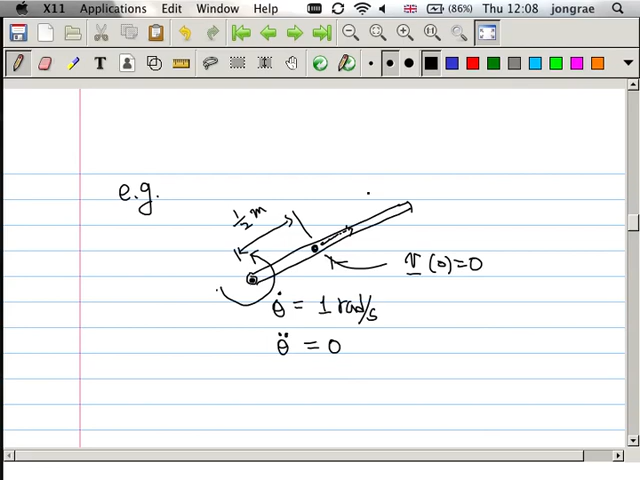 X11 Applications Edit Window Help (86%) Thu 12:08 jongrae
T
e.g.
½ m
v (0) = 0
θ̇ = 1 rad/s
θ̈ = 0